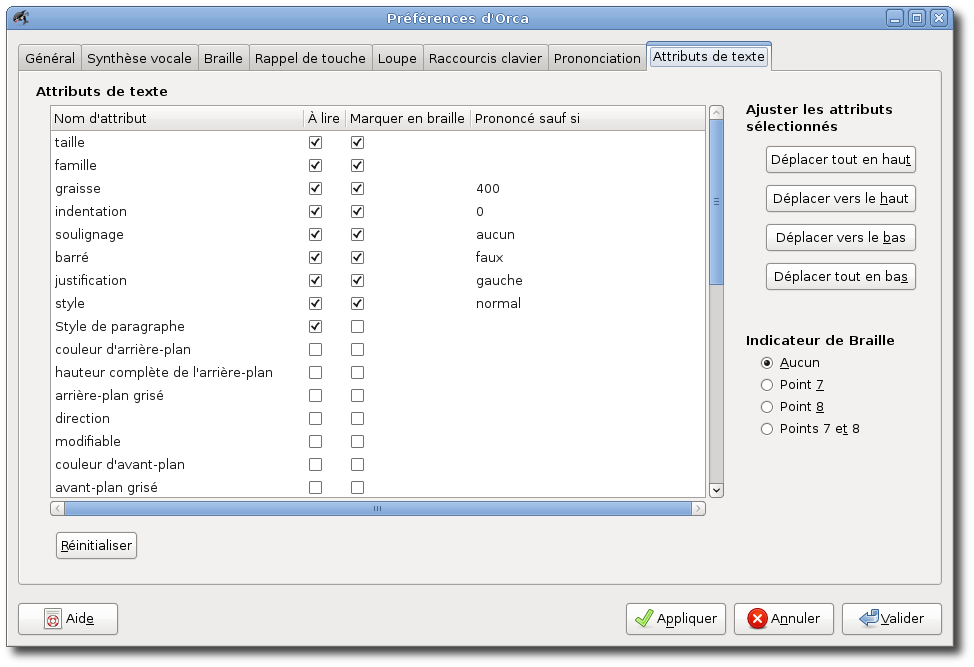 Préférences d'Orca
Général Synthèse vocale Braille Rappel de touche Loupe Raccourcis clavier Prononciation Attributs de texte
Attributs de texte
Nom d'attribut À lire Marquer en braille Prononcé sauf si
taille
famille
graisse 400
indentation 0
soulignage aucun
barré faux
justification gauche
style normal
Style de paragraphe
couleur d'arrière-plan
hauteur complète de l'arrière-plan
arrière-plan grisé
direction
modifiable
couleur d'avant-plan
avant-plan grisé
Réinitialiser
Ajuster les attributs
sélectionnés
Déplacer tout en haut
Déplacer vers le haut
Déplacer vers le bas
Déplacer tout en bas
Indicateur de Braille
Aucun
Point 7
Point 8
Points 7 et 8
Aide Appliquer Annuler Valider